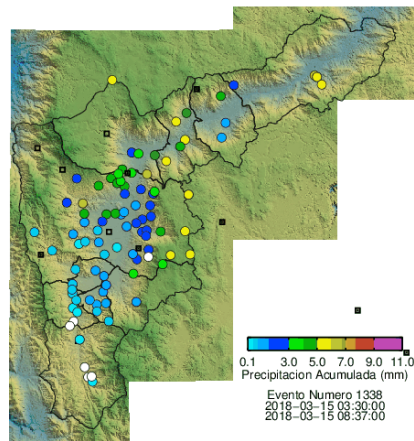 0.1 3.0 5.0 7.0 9.0 11.0
Precipitacion Acumulada (mm)
Evento Numero 1338
2018-03-15 03:30:00
2018-03-15 08:37:00